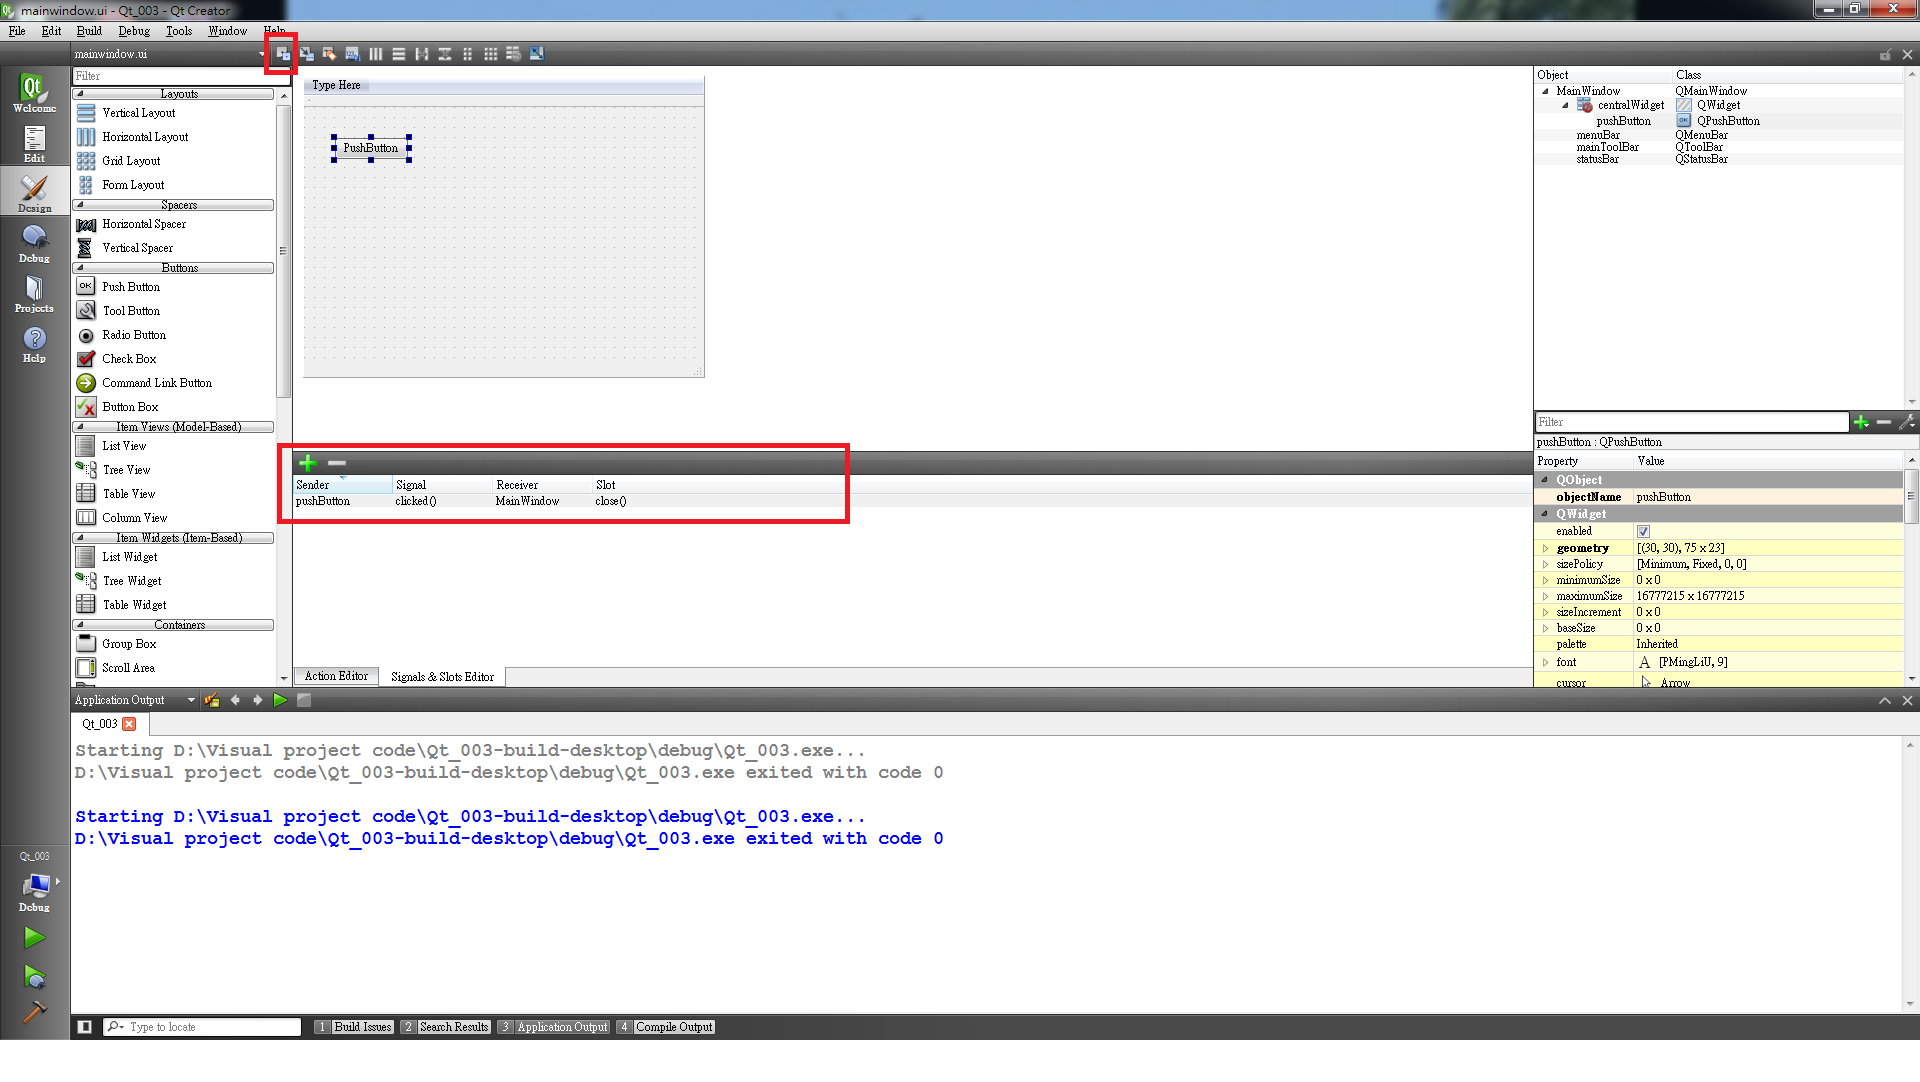 mainwindow.ui - Qt_003 - Qt Creator
File Edit Build Debug Tools Window Help
mainwindow.ui
Filter
Welcome
Edit
Design
Debug
Projects
Help
Layouts
Vertical Layout
Horizontal Layout
Grid Layout
Form Layout
Spacers
Horizontal Spacer
Vertical Spacer
Buttons
OK Push Button
Tool Button
Radio Button
Check Box
Command Link Button
Button Box
Item Views (Model-Based)
List View
Tree View
Table View
Column View
Item Widgets (Item-Based)
List Widget
Tree Widget
Table Widget
Containers
Group Box
Scroll Area
Type Here
PushButton
Sender Signal Receiver Slot
pushButton clicked() MainWindow close()
Action Editor Signals & Slots Editor
Object Class
MainWindow QMainWindow
centralWidget QWidget
pushButton OK QPushButton
menuBar QMenuBar
mainToolBar QToolBar
statusBar QStatusBar
Filter
pushButton : QPushButton
Property Value
QObject
objectName pushButton
QWidget
enabled
geometry [(30, 30), 75 x 23]
sizePolicy [Minimum, Fixed, 0, 0]
minimumSize 0 x 0
maximumSize 16777215 x 16777215
sizeIncrement 0 x 0
baseSize 0 x 0
palette Inherited
font A [PMingLiU, 9]
cursor Arrow
Application Output
Qt_003
Starting D:\Visual project code\Qt_003-build-desktop\debug\Qt_003.exe...
D:\Visual project code\Qt_003-build-desktop\debug\Qt_003.exe exited with code 0
Starting D:\Visual project code\Qt_003-build-desktop\debug\Qt_003.exe...
D:\Visual project code\Qt_003-build-desktop\debug\Qt_003.exe exited with code 0
Qt_003
Debug
Type to locate
1 Build Issues 2 Search Results 3 Application Output 4 Compile Output